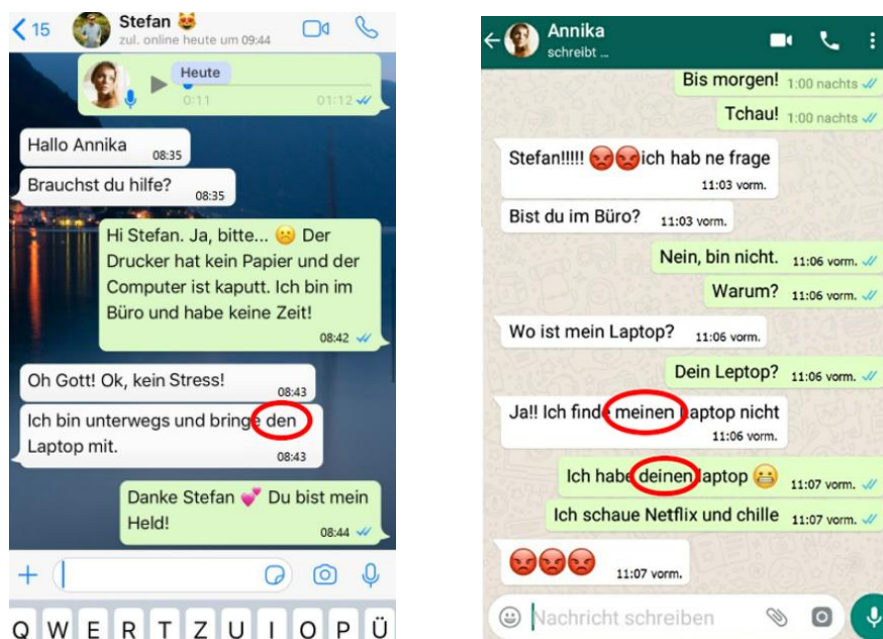 15
Stefan 😻
zul. online heute um 09:44
Heute
0:11 01:12
Hallo Annika 08:35
Brauchst du hilfe? 08:35
Hi Stefan. Ja, bitte... ☹️ Der
Drucker hat kein Papier und der
Computer ist kaputt. Ich bin im
Büro und habe keine Zeit!
08:42
Oh Gott! Ok, kein Stress! 08:43
Ich bin unterwegs und bringe den
Laptop mit.
08:43
Danke Stefan 💞 Du bist mein
Held!
08:44
Q W E R T Z U I O P Ü
Annika
schreibt ...
Bis morgen! 1:00 nachts
Tchau! 1:00 nachts
Stefan!!!!! 😡😡ich hab ne frage
11:03 vorm.
Bist du im Büro? 11:03 vorm.
Nein, bin nicht. 11:06 vorm.
Warum? 11:06 vorm.
Wo ist mein Laptop? 11:06 vorm.
Dein Leptop? 11:06 vorm.
Ja!! Ich finde meinen Laptop nicht
11:06 vorm.
Ich habe deinen laptop 😬 11:07 vorm.
Ich schaue Netflix und chille 11:07 vorm.
😡😡😡 11:07 vorm.
Nachricht schreiben